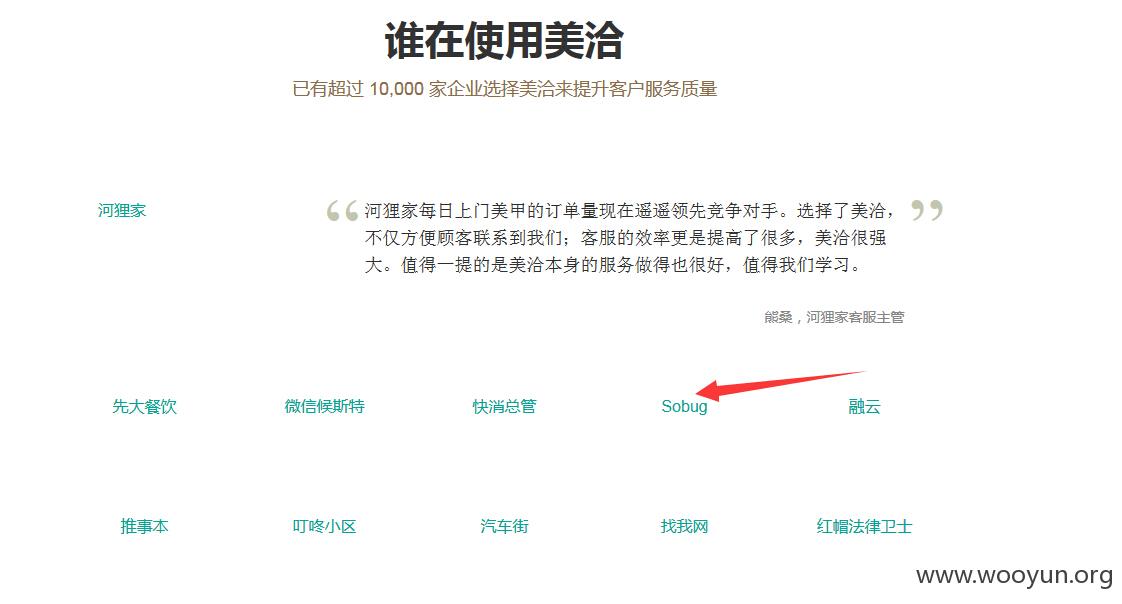 谁在使用美洽
已有超过 10,000 家企业选择美洽来提升客户服务质量
河狸家
“河狸家每日上门美甲的订单量现在遥遥领先竞争对手。选择了美洽，”
不仅方便顾客联系到我们；客服的效率更是提高了很多，美洽很强
大。值得一提的是美洽本身的服务做得也很好，值得我们学习。
熊桑，河狸家客服主管
先大餐饮 微信候斯特 快消总管 Sobug 融云
推事本 叮咚小区 汽车街 找我网 红帽法律卫士
www.wooyun.org